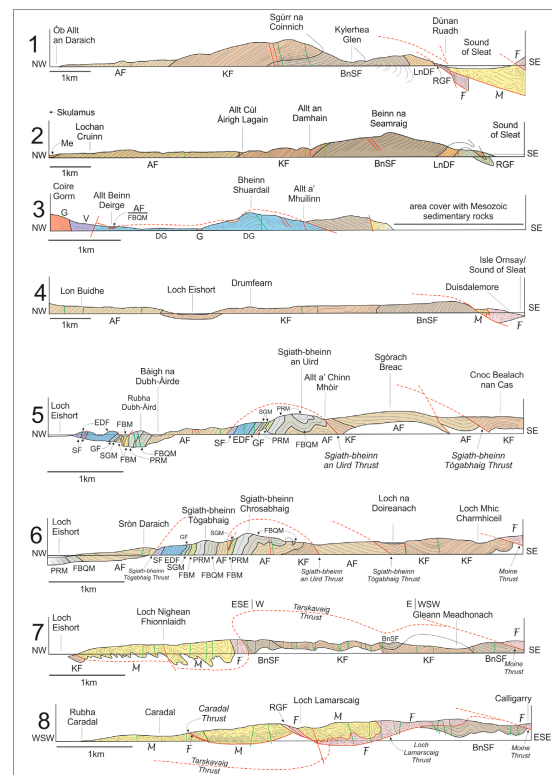 1
Òb Allt
an Daraich
Sgùrr na
Coinnich
Kylerhea
Glen
Dùnan
Ruadh
Sound
of Sleat
NW
SE
1km
AF
KF
BnSF
LnDF
RGF
2
Skulamus
Me
Lochan
Cruinn
Allt Cùl
Àirigh Lagain
Allt an
Damhain
Beinn na
Seamraig
Sound
of Sleat
NW
SE
1km
AF
KF
BnSF
LnDF
RGF
3
Coire
Gorm
G
V
Allt Beinn
Deirge
AF
FBQM
Bheinn
Shuardail
Allt a'
Mhuilinn
area cover with Mesozoic
sedimentary rocks
NW
SE
1km
DG
G
DG
4
Lon Buidhe
Loch Eishort
Drumfearn
Duisdalemore
Isle Ornsay/
Sound of Sleat
NW
SE
1km
AF
KF
BnSF
M
5
Loch
Eishort
EDF
FBM
Bàigh na
Dubh-Àirde
Rubha
Dubh-Àird
SGM
PRM
Sgiath-bheinn
an Uird
Allt a' Chinn
Mhòir
Sgòrach
Breac
Cnoc Bealach
nan Cas
NW
SE
1km
SF
GF
SGM
FBM
PRM
FBQM
AF
SF
EDF
GF
PRM
FBQM
AF
KF
AF
AF
KF
Sgiath-bheinn
an Uird Thrust
Sgiath-bheinn
Tògabhaig Thrust
6
Loch
Eishort
Sròn Daraich
GF
Sgiath-bheinn
Tògabhaig
SGM
Sgiath-bheinn
Chrosabhaig
FBQM
Loch na
Doireanach
Loch Mhic
Charmhiceil
NW
SE
PRM
1km
FBQM
AF
Sgiath-bheinn
Tògabhaig Thrust
SF
EDF
SGM
FBM
PRM
FBQM
AF
FBM
PRM
AF
KF
Sgiath-bheinn
an Uird Thrust
AF
Sgiath-bheinn
Tògabhaig Thrust
KF
KF
Moine
Thrust
7
Loch
Eishort
Loch Nighean
Fhionnlaidh
ESE
W
Tarskavaig
Thrust
E
WSW
Gleann Meadhonach
BnSF
NW
SE
KF
1km
M
BnSF
KF
KF
BnSF
Moine
Thrust
8
Rubha
Caradal
Caradal
Caradal
Thrust
RGF
Loch Lamarscaig
M
Calligarry
WSW
ESE
1km
M
M
Tarskavaig
Thrust
Loch
Lamarscaig
Thrust
BnSF
Moine
Thrust